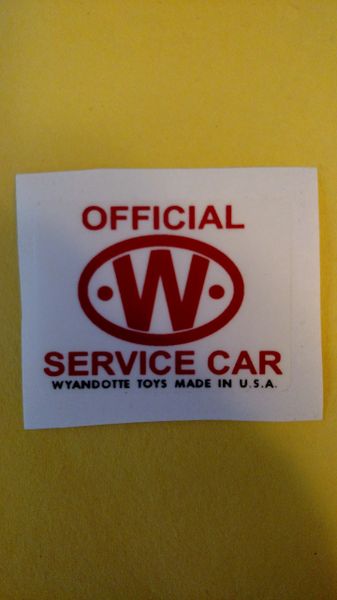 OFFICIAL
W
SERVICE CAR
WYANDOTTE TOYS MADE IN U.S.A.